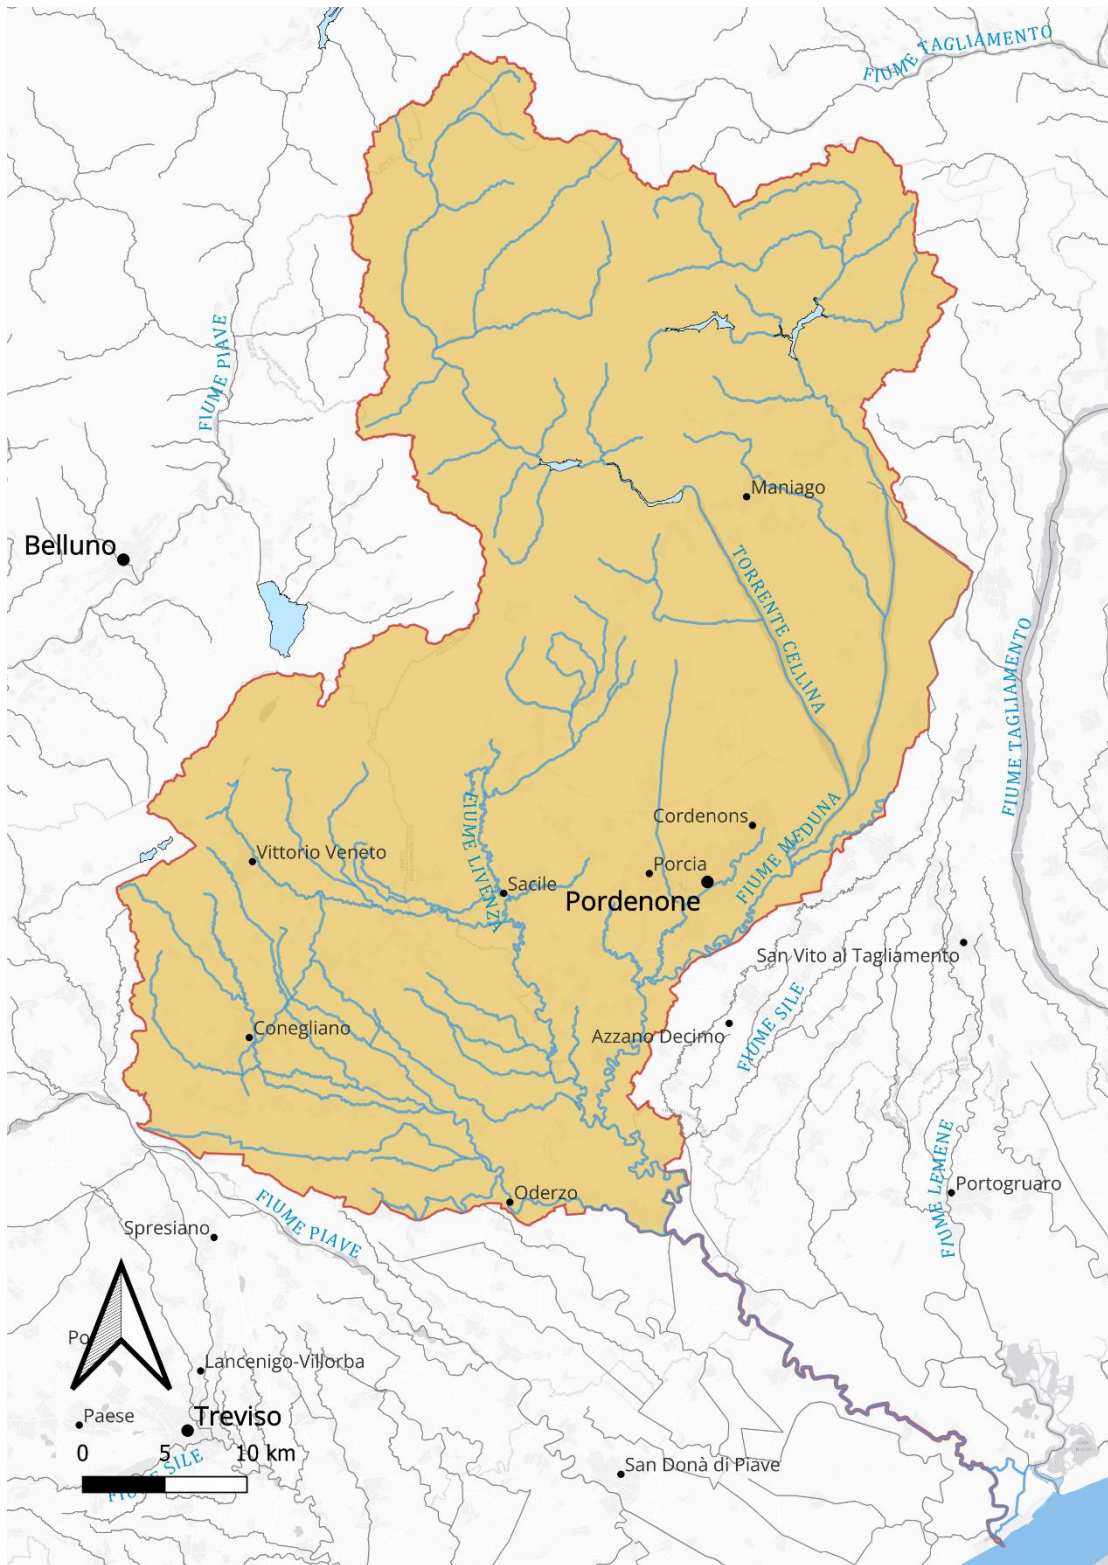 FIUME TAGLIAMENTO
FIUME PIAVE
Maniago
Belluno
TORRENTE CELLINA
FIUME TAGLIAMENTO
Cordenons
FIUME MEDUNA
FIUME LIVENZA
Vittorio Veneto
Porcia
Sacile
Pordenone
San Vito al Tagliamento
Conegliano
Azzano Decimo
FIUME SILE
FIUME LEMENE
Portogruaro
Oderzo
FIUME PIAVE
Spresiano
Po
Lancenigo-Villorba
Paese
Treviso
0 5 10 km
FIUME SILE
San Donà di Piave